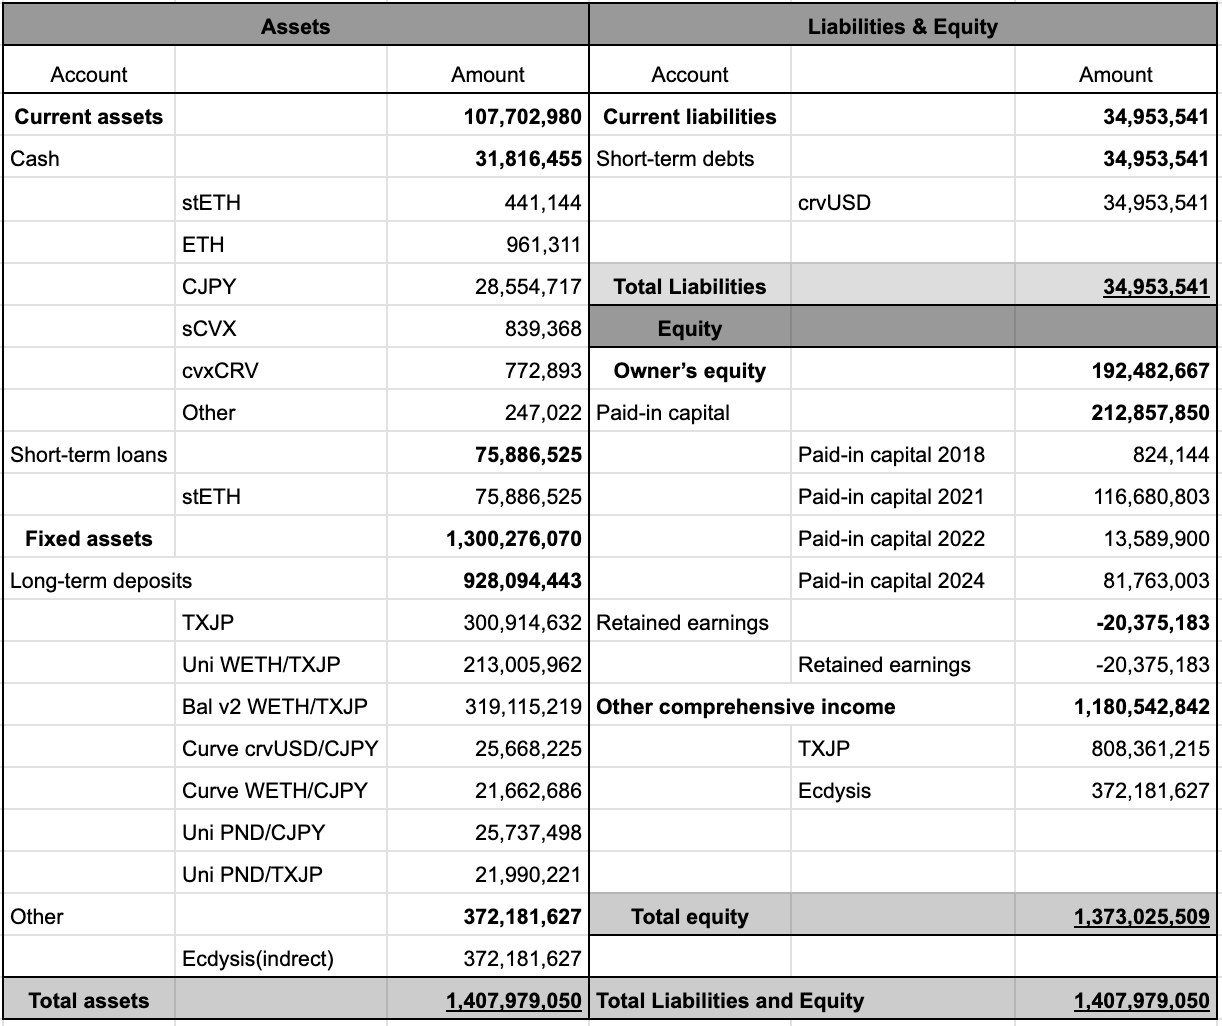 Assets Liabilities & Equity
Account Amount Account Amount
Current assets 107,702,980 Current liabilities 34,953,541
Cash 31,816,455 Short-term debts 34,953,541
stETH 441,144 crvUSD 34,953,541
ETH 961,311
CJPY 28,554,717 Total Liabilities 34,953,541
sCVX 839,368 Equity
cvxCRV 772,893 Owner’s equity 192,482,667
Other 247,022 Paid-in capital 212,857,850
Short-term loans 75,886,525 Paid-in capital 2018 824,144
stETH 75,886,525 Paid-in capital 2021 116,680,803
Fixed assets 1,300,276,070 Paid-in capital 2022 13,589,900
Long-term deposits 928,094,443 Paid-in capital 2024 81,763,003
TXJP 300,914,632 Retained earnings -20,375,183
Uni WETH/TXJP 213,005,962 Retained earnings -20,375,183
Bal v2 WETH/TXJP 319,115,219 Other comprehensive income 1,180,542,842
Curve crvUSD/CJPY 25,668,225 TXJP 808,361,215
Curve WETH/CJPY 21,662,686 Ecdysis 372,181,627
Uni PND/CJPY 25,737,498
Uni PND/TXJP 21,990,221
Other 372,181,627 Total equity 1,373,025,509
Ecdysis(indrect) 372,181,627
Total assets 1,407,979,050 Total Liabilities and Equity 1,407,979,050